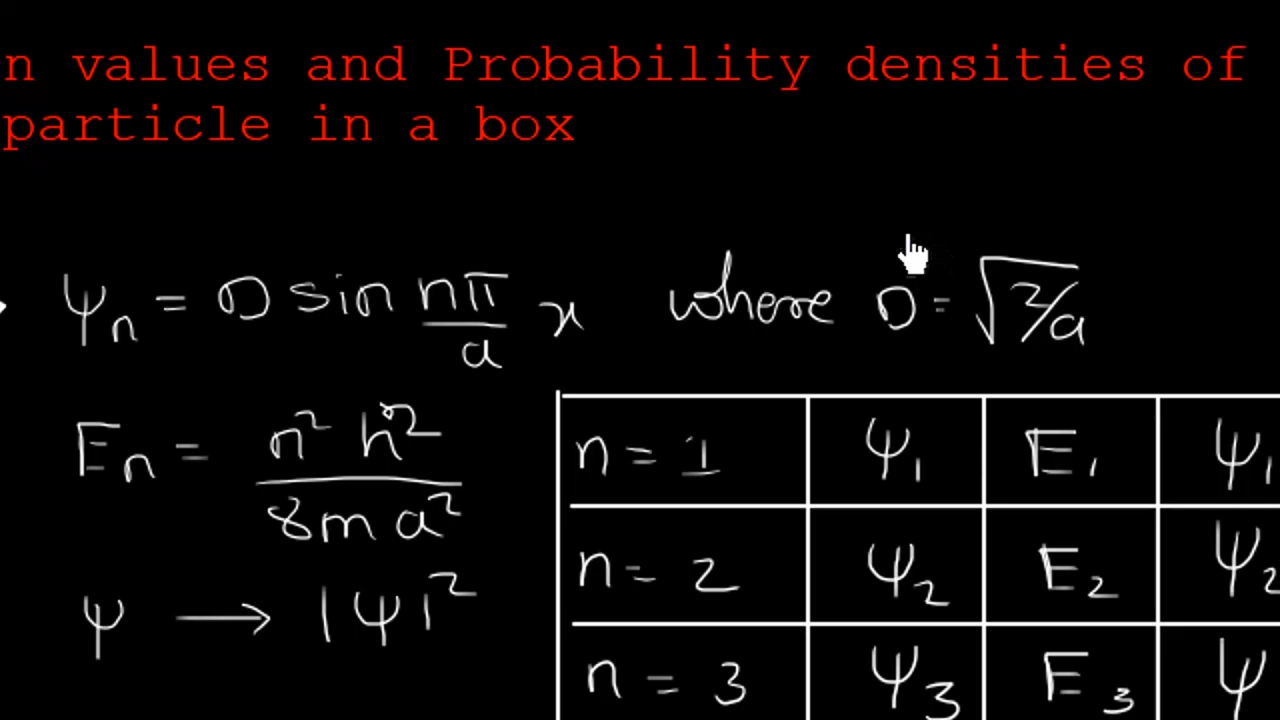 n values and Probability densities of
particle in a box
ψn = D sin nπ/a x where D = √2/a
En = n² h² / 8ma²
ψ → |ψ|²
n = 1 ψ1 E1 ψ1
n = 2 ψ2 E2 ψ2
n = 3 ψ3 E3 ψ